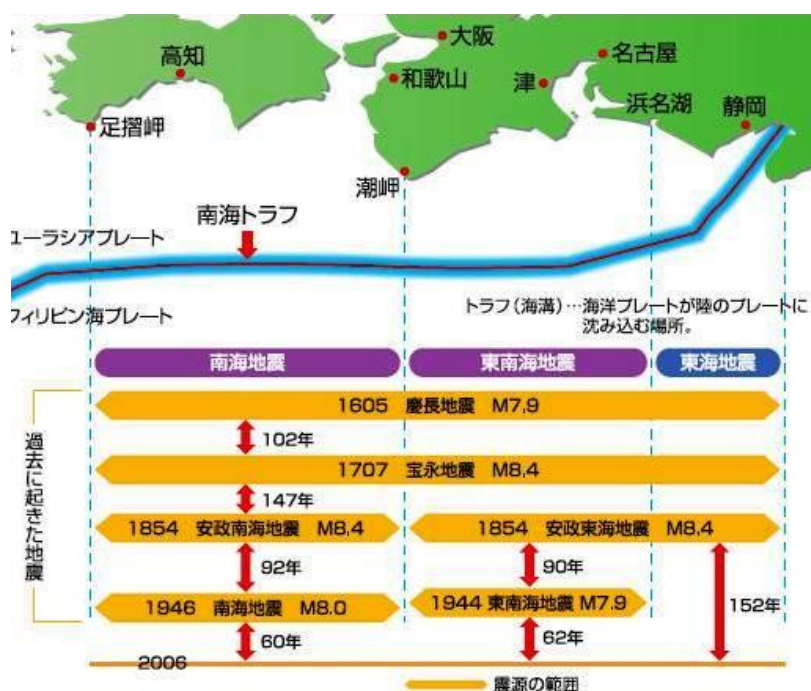 大阪
名古屋
高知
和歌山
津
浜名湖
静岡
足摺岬
潮岬
南海トラフ
ユーラシアプレート
フィリピン海プレート
トラフ（海溝）…海洋プレートが陸のプレートに
沈み込む場所。
南海地震
東南海地震
東海地震
過去に起きた地震
1605 慶長地震 M7,9
102年
1707 宝永地震 M8,4
147年
1854 安政南海地震 M8,4
1854 安政東海地震 M8,4
92年
90年
1946 南海地震 M8.0
1944 東南海地震 M7.9
152年
60年
62年
2006
震源の範囲